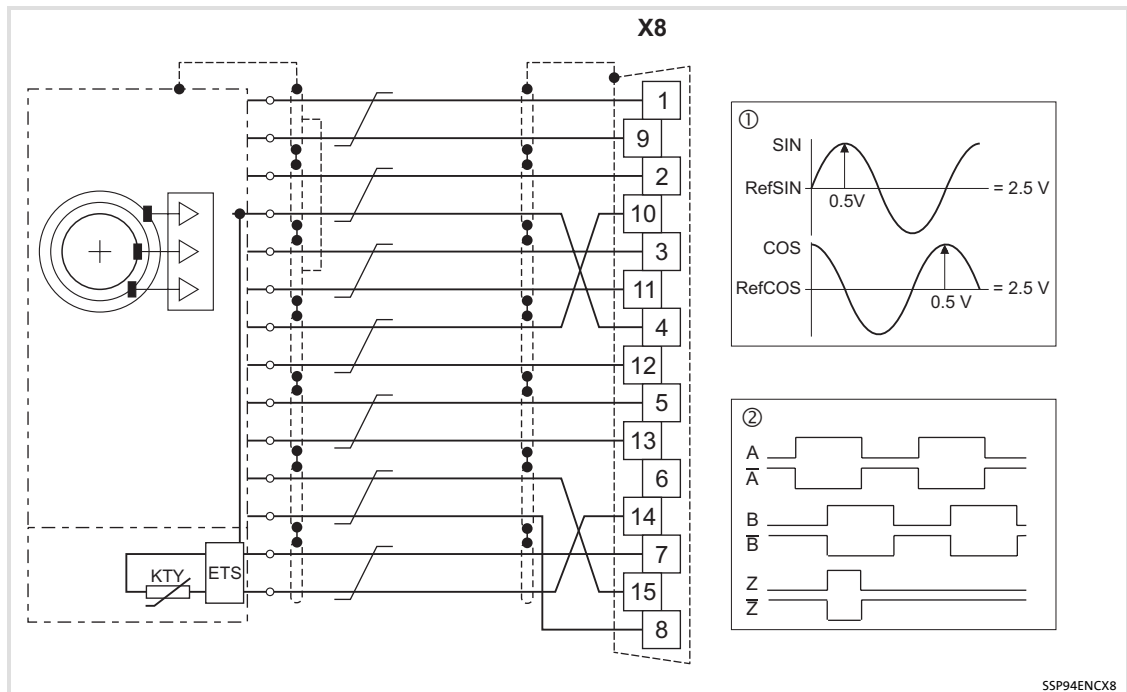 X8
1
9
2
10
3
11
4
12
5
13
6
14
7
15
8
KTY
ETS
①
SIN
RefSIN
0.5V
= 2.5 V
COS
RefCOS
0.5 V
= 2.5 V
②
A
A̅
B
B̅
Z
Z̅
SSP94ENCX8